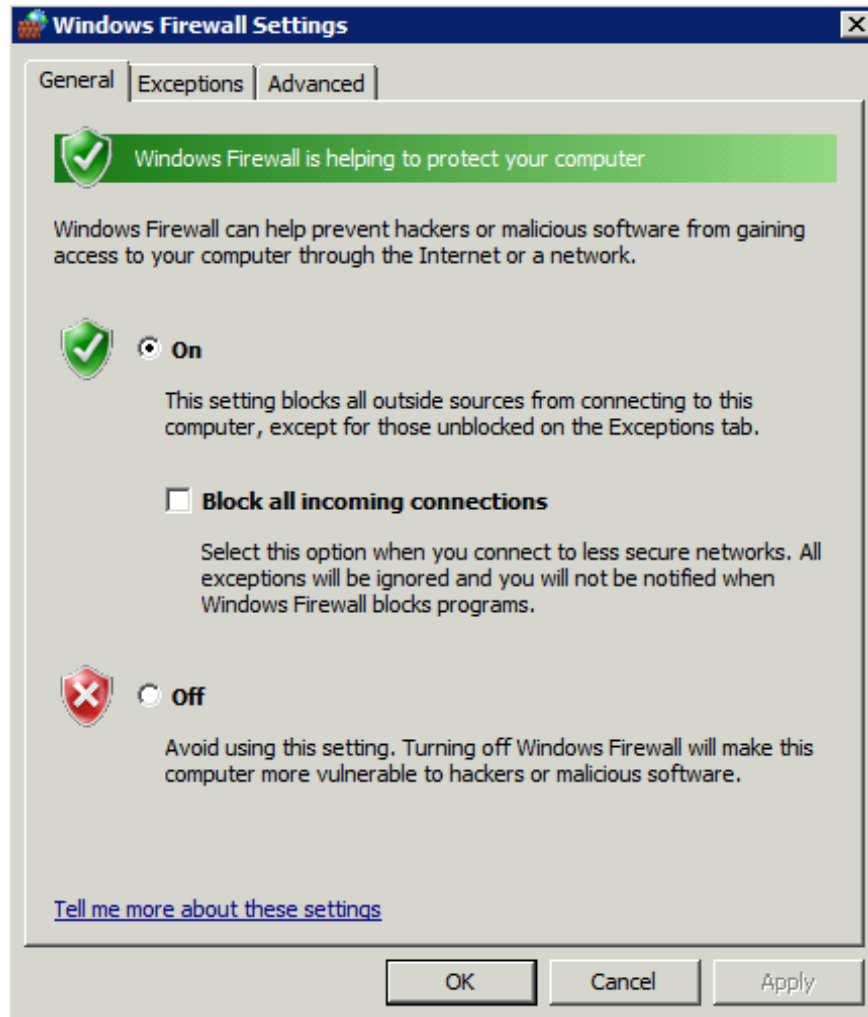 Windows Firewall Settings
General
Exceptions
Advanced
Windows Firewall is helping to protect your computer
Windows Firewall can help prevent hackers or malicious software from gaining
access to your computer through the Internet or a network.
On
This setting blocks all outside sources from connecting to this
computer, except for those unblocked on the Exceptions tab.
Block all incoming connections
Select this option when you connect to less secure networks. All
exceptions will be ignored and you will not be notified when
Windows Firewall blocks programs.
Off
Avoid using this setting. Turning off Windows Firewall will make this
computer more vulnerable to hackers or malicious software.
Tell me more about these settings
OK
Cancel
Apply